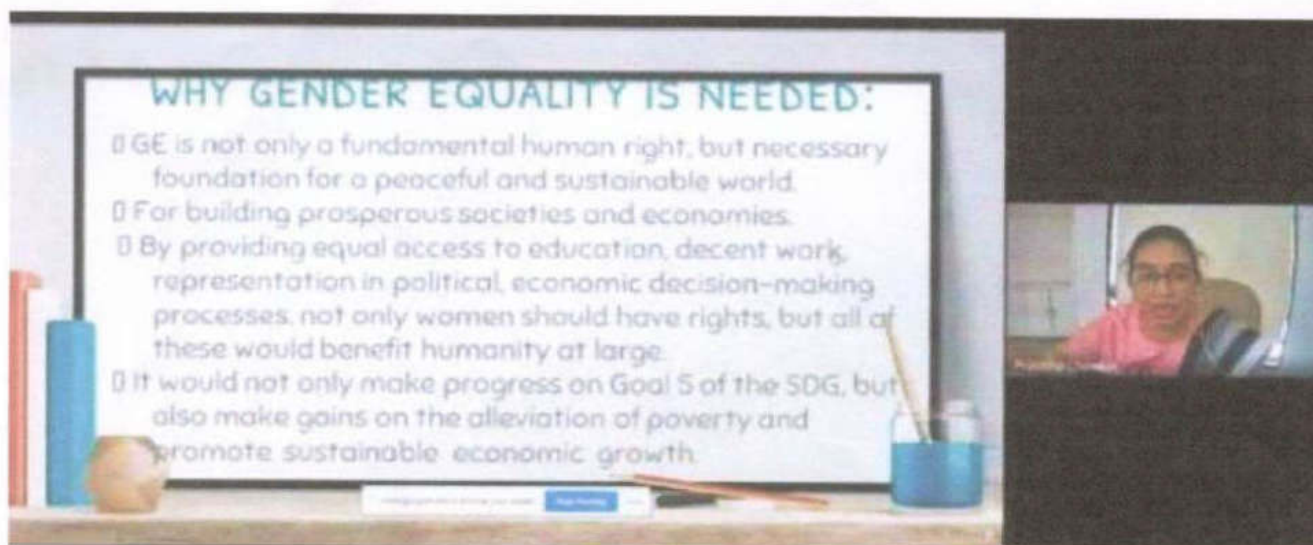 WHY GENDER EQUALITY IS NEEDED:
▯ GE is not only a fundamental human right, but necessary
foundation for a peaceful and sustainable world.
▯ For building prosperous societies and economies.
▯ By providing equal access to education, decent work,
representation in political, economic decision-making
processes, not only women should have rights, but all of
these would benefit humanity at large.
▯ It would not only make progress on Goal 5 of the SDG, but
also make gains on the alleviation of poverty and
promote sustainable economic growth.